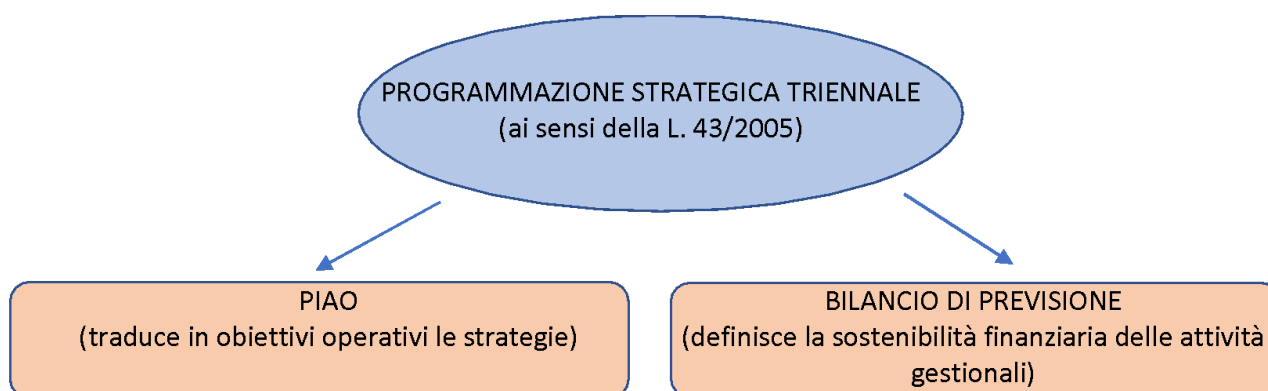 PROGRAMMAZIONE STRATEGICA TRIENNALE
(ai sensi della L. 43/2005)
PIAO
(traduce in obiettivi operativi le strategie)
BILANCIO DI PREVISIONE
(definisce la sostenibilità finanziaria delle attività
gestionali)